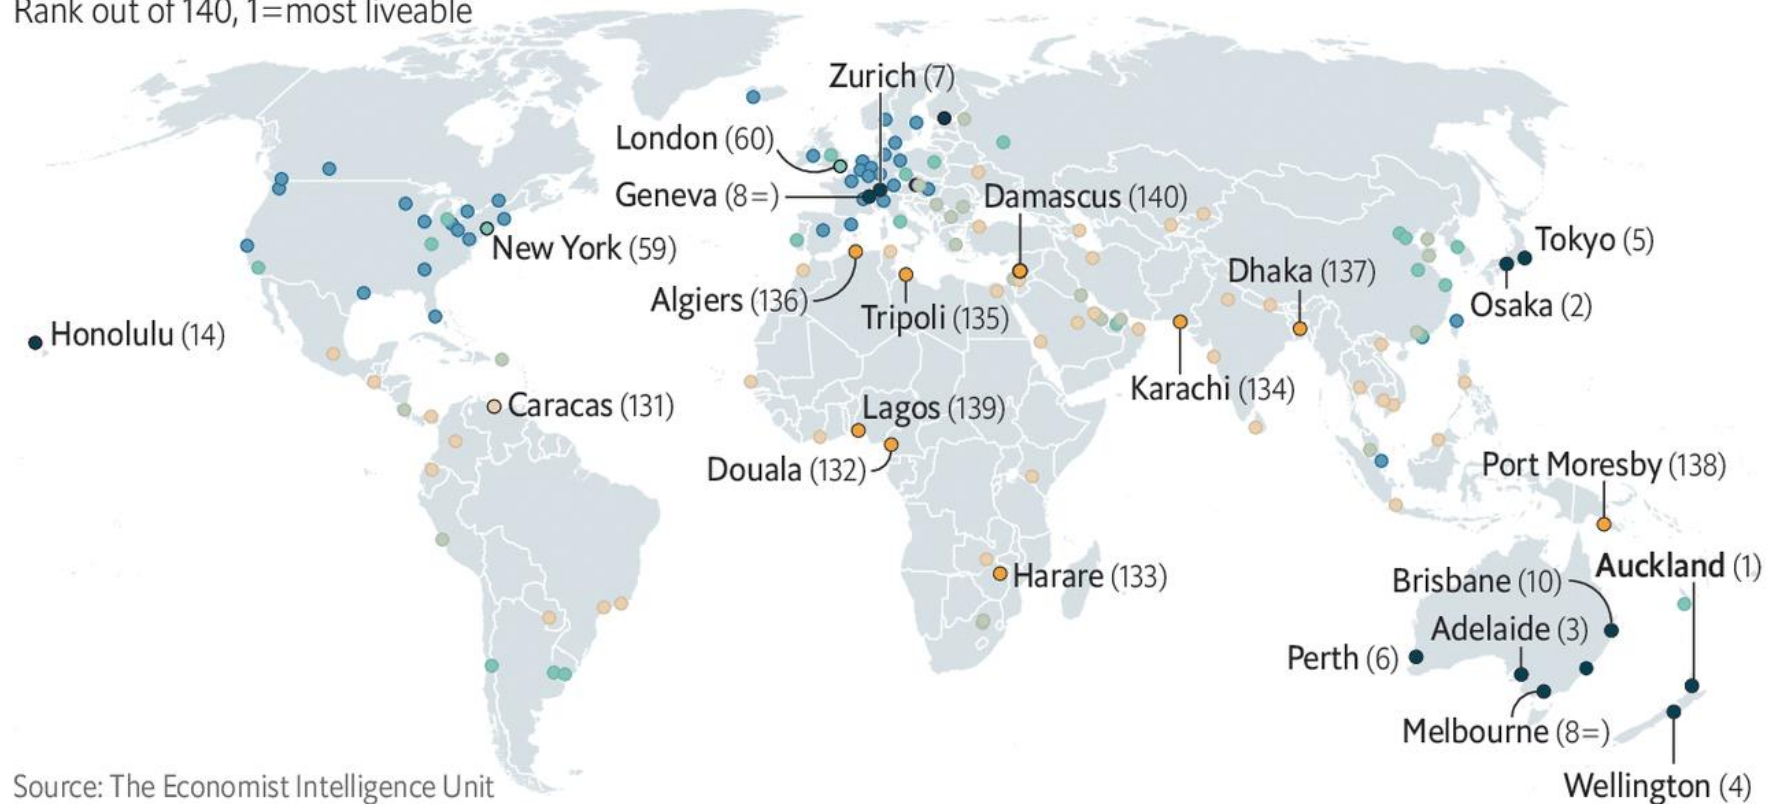 Rank out of 140, 1=most liveable
Zurich (7)
London (60)
Geneva (8=)
Damascus (140)
New York (59)
Tokyo (5)
Dhaka (137)
Algiers (136)
Tripoli (135)
Osaka (2)
Honolulu (14)
Karachi (134)
Caracas (131)
Lagos (139)
Douala (132)
Port Moresby (138)
Harare (133)
Auckland (1)
Brisbane (10)
Adelaide (3)
Perth (6)
Melbourne (8=)
Wellington (4)
Source: The Economist Intelligence Unit